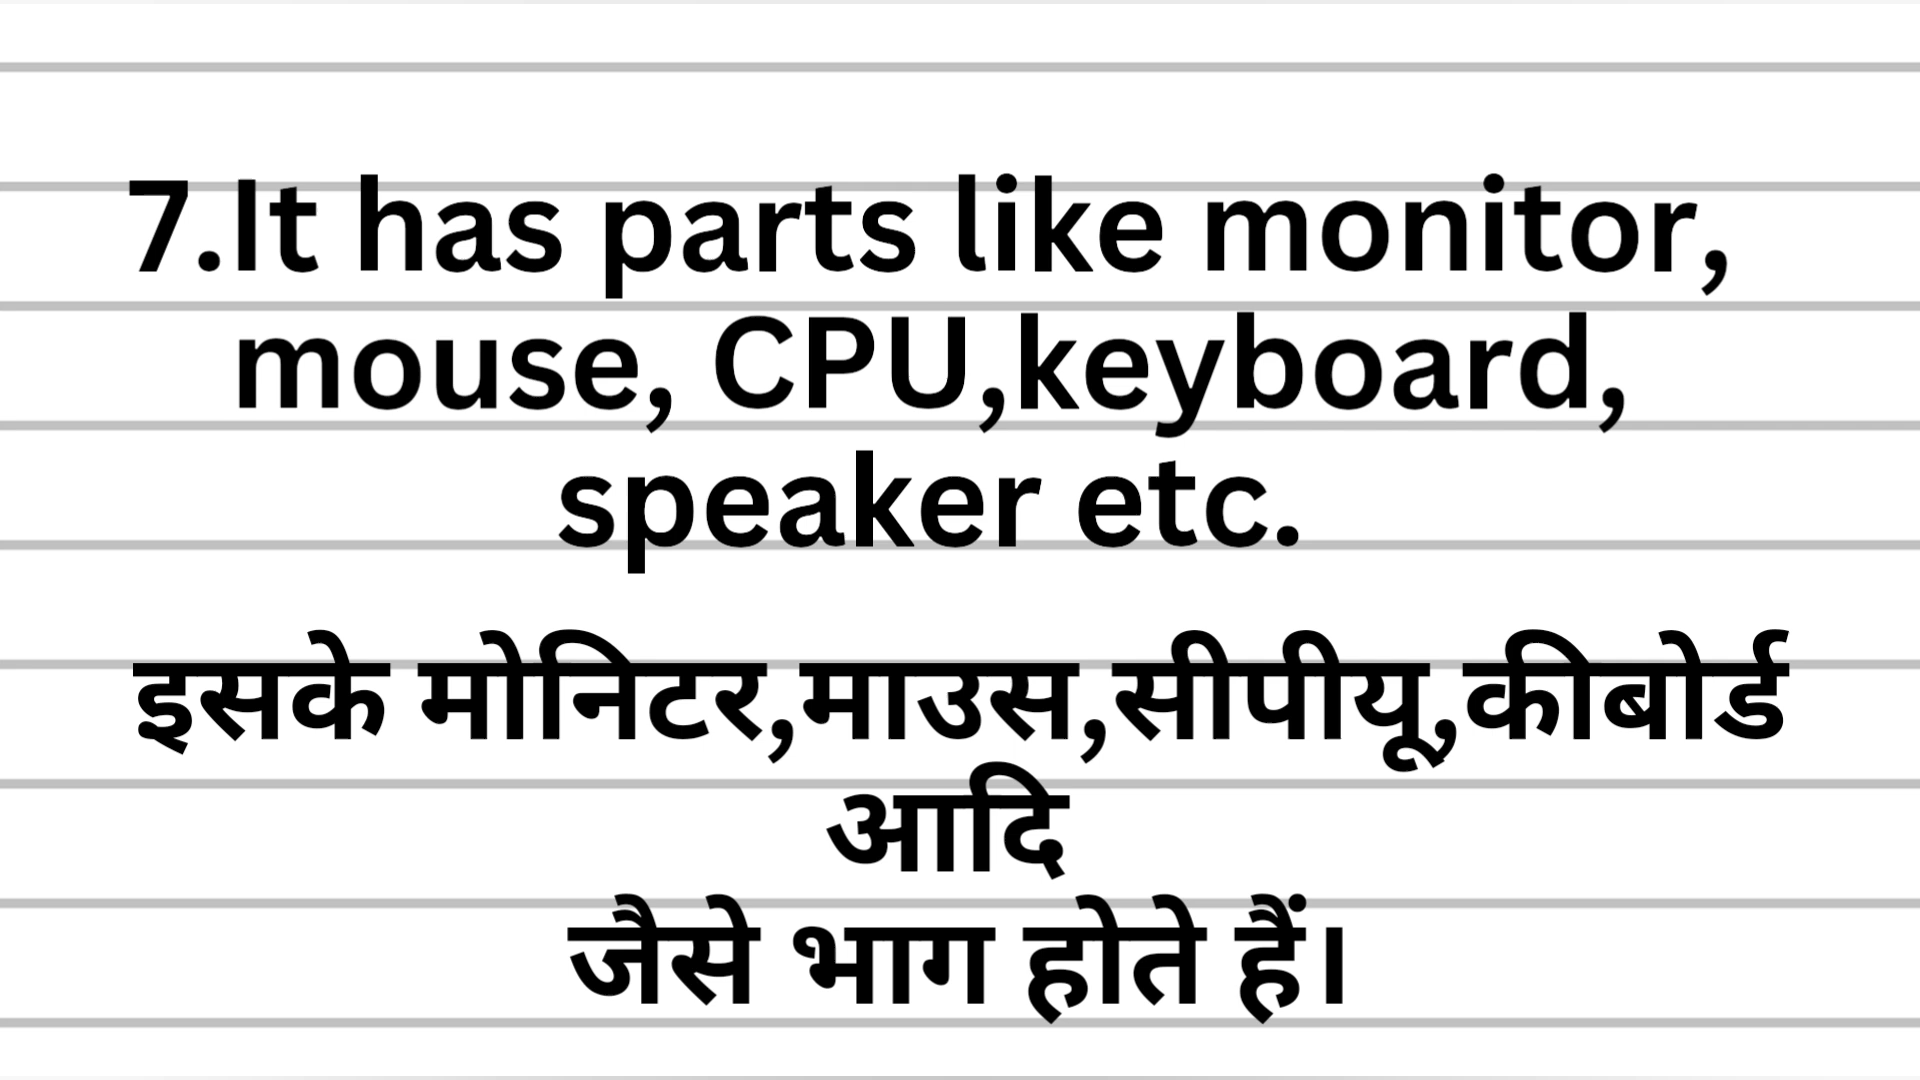 7.It has parts like monitor,
mouse, CPU,keyboard,
speaker etc.
इसके मोनिटर,माउस,सीपीयू,कीबोर्ड
आदि
जैसे भाग होते हैं।